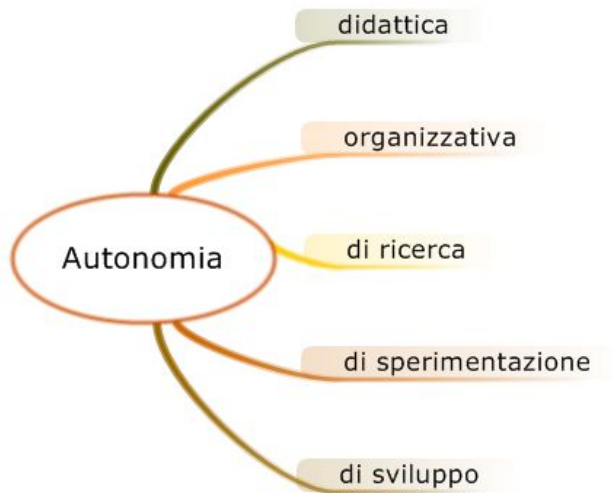 didattica
organizzativa
Autonomia
di ricerca
di sperimentazione
di sviluppo